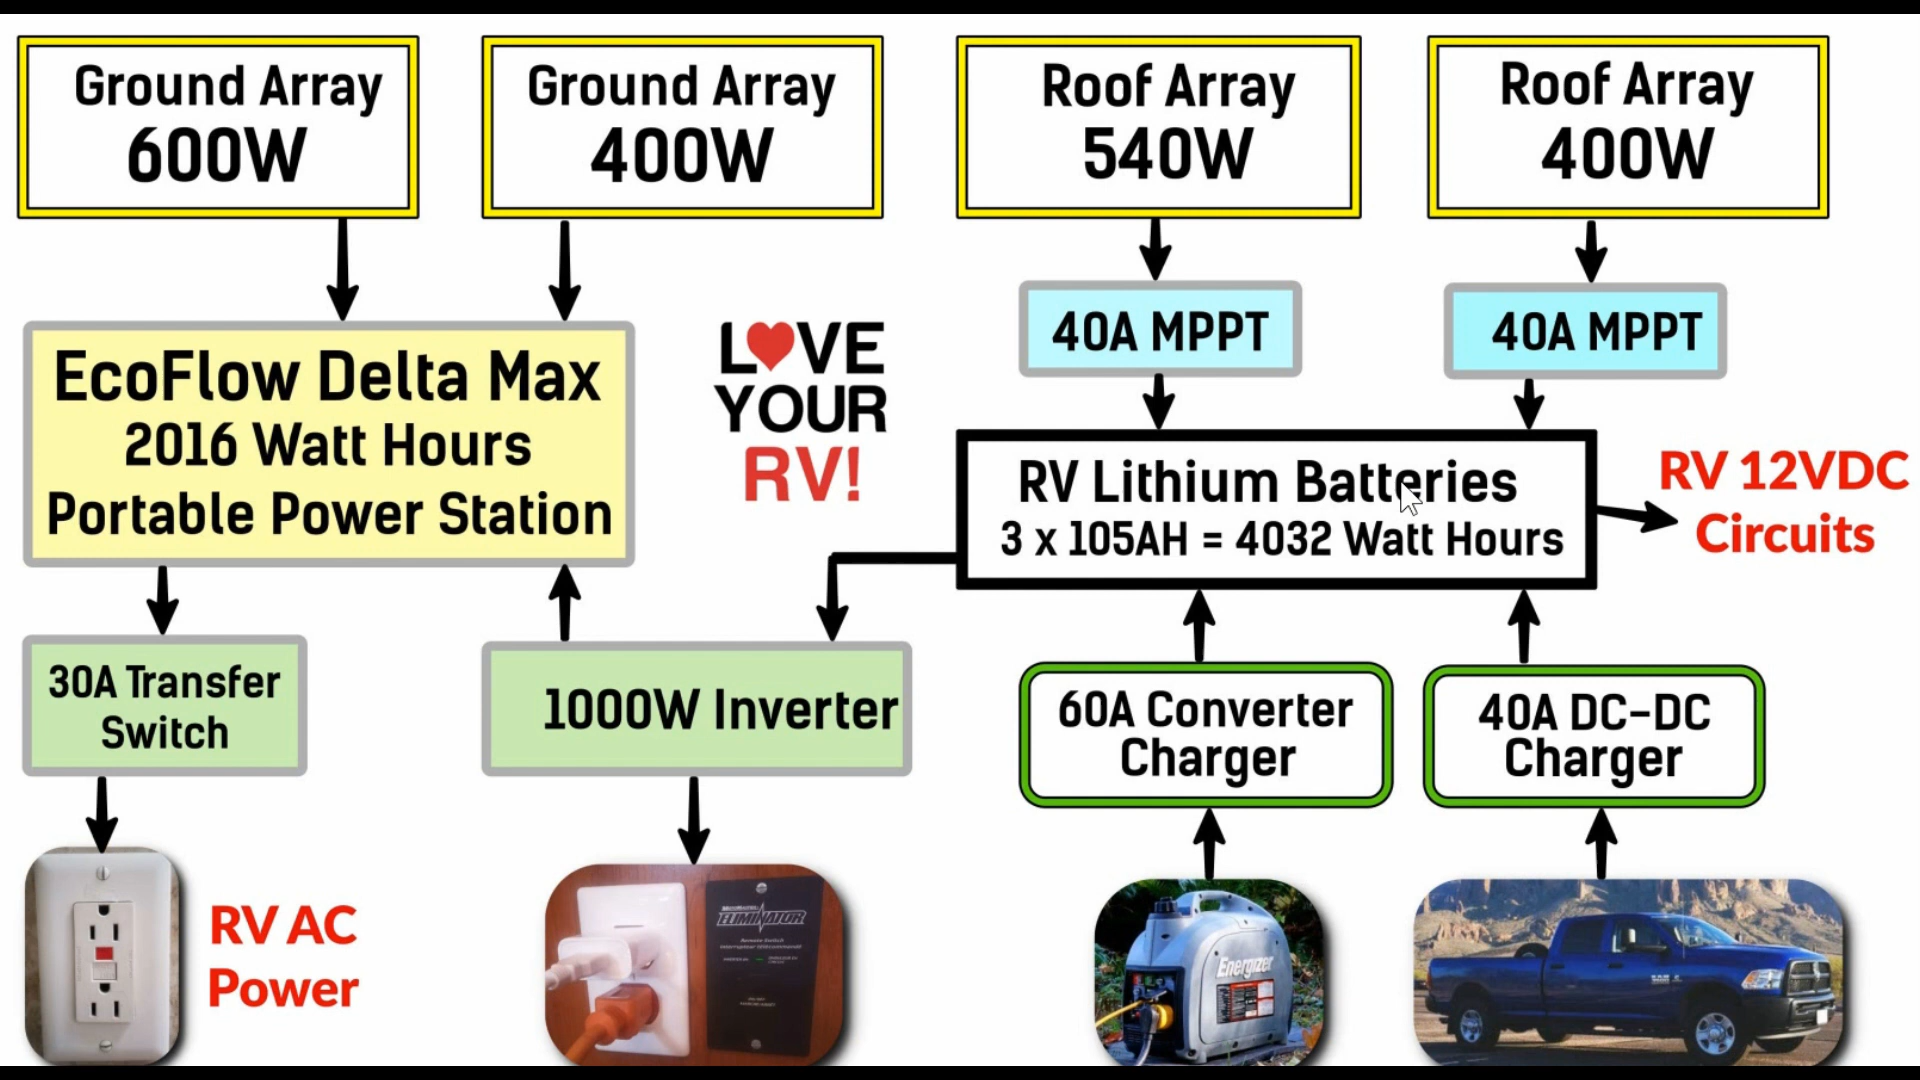 Ground Array
600W
Ground Array
400W
Roof Array
540W
Roof Array
400W
40A MPPT
40A MPPT
EcoFlow Delta Max
2016 Watt Hours
Portable Power Station
LOVE
YOUR
RV!
RV Lithium Batteries
3 x 105AH = 4032 Watt Hours
RV 12VDC
Circuits
30A Transfer
Switch
1000W Inverter
60A Converter
Charger
40A DC-DC
Charger
RV AC
Power
ELIMINATOR
Remote Switch
Energizer